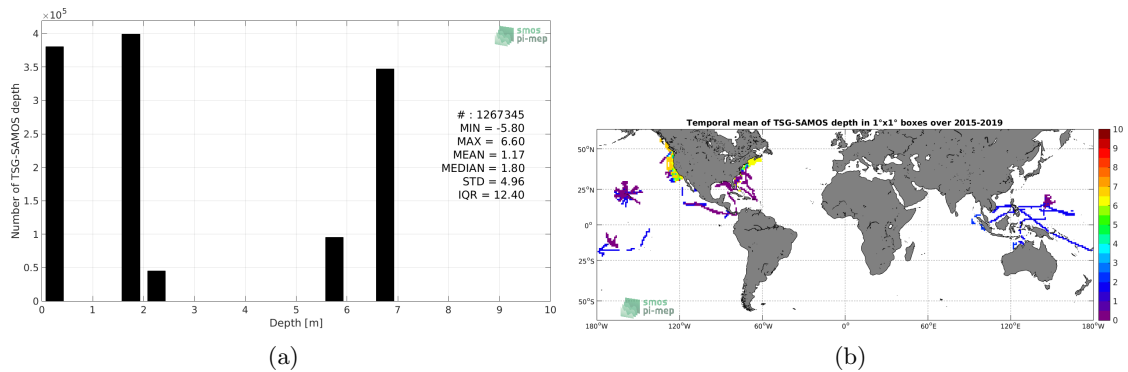 ×10⁵
4
3.5
3
2.5
2
1.5
1
0.5
0
Number of TSG-SAMOS depth
smos
pi-mep
# : 1267345
MIN = -5.80
MAX = 6.60
MEAN = 1.17
MEDIAN = 1.80
STD = 4.96
IQR = 12.40
0 1 2 3 4 5 6 7 8 9 10
Depth [m]
(a)
Temporal mean of TSG-SAMOS depth in 1°x1° boxes over 2015-2019
50°N
25°N
0°
25°S
50°S
smos
pi-mep
180°W 120°W 60°W 0° 60°E 120°E 180°W
10
9
8
7
6
5
4
3
2
1
0
(b)